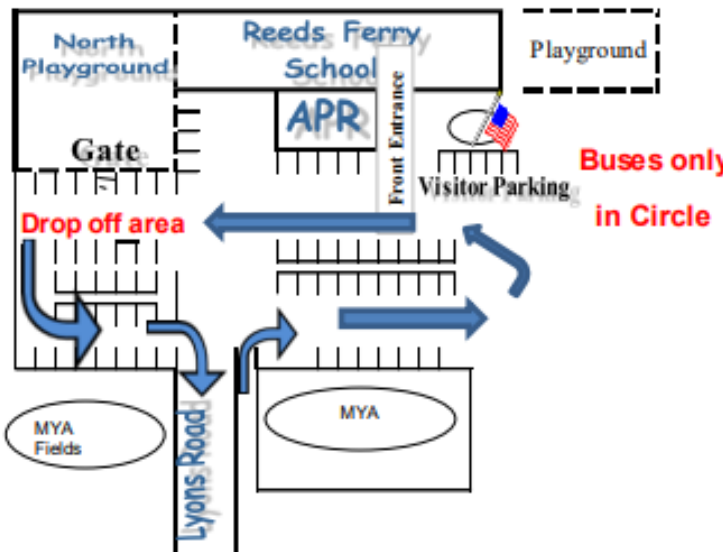 North
Playground
Reeds Ferry
School
Playground
APR
Front Entrance
Gate
Visitor Parking
Buses only
in Circle
Drop off area
MYA
Fields
Lyons Road
MYA